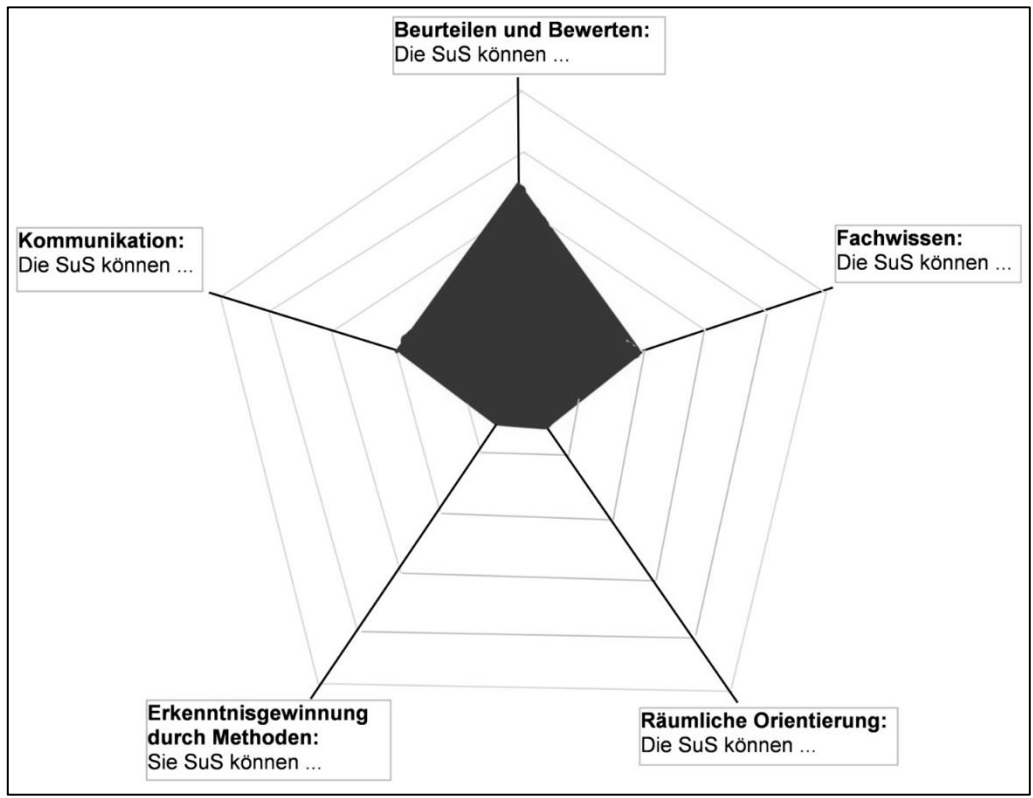 Beurteilen und Bewerten:
Die SuS können ...
Kommunikation:
Die SuS können ...
Fachwissen:
Die SuS können ...
Erkenntnisgewinnung
durch Methoden:
Sie SuS können ...
Räumliche Orientierung:
Die SuS können ...